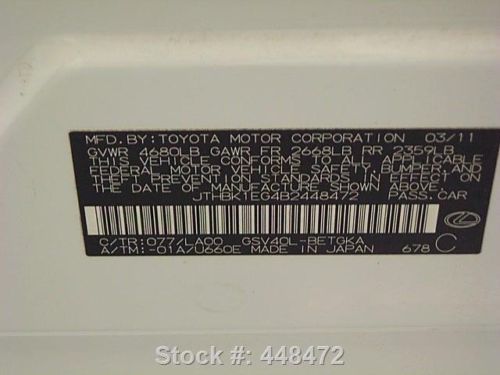 MFD. BY: TOYOTA MOTOR CORPORATION 03/11
GVWR 4680LB GAWR FR 2668LB RR 2359LB
THIS VEHICLE CONFORMS TO ALL APPLICABLE
FEDERAL MOTOR VEHICLE SAFETY, BUMPER, AND
THEFT PREVENTION STANDARDS IN EFFECT ON
THE DATE OF MANUFACTURE SHOWN ABOVE.
JTHBK1EG4B2448472 PASS. CAR
C/TR: 077/LA00 GSV40L-BETGKA
A/TM: -01A/U660E MADE IN JAPAN 678 C
Stock #: 448472